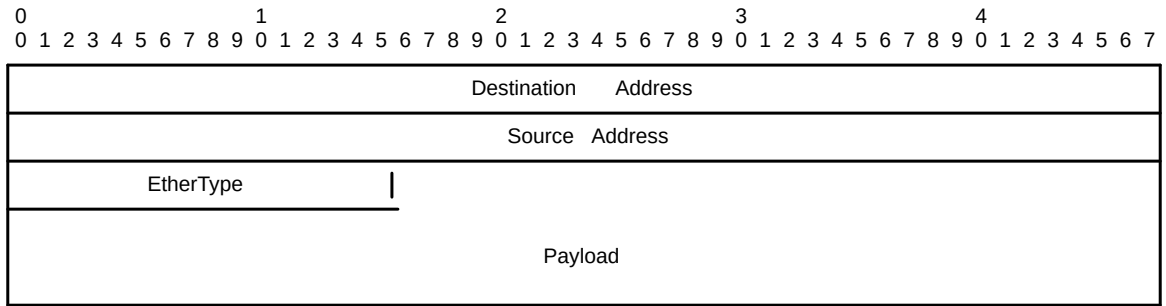 0 1 2 3 4
0 1 2 3 4 5 6 7 8 9 0 1 2 3 4 5 6 7 8 9 0 1 2 3 4 5 6 7 8 9 0 1 2 3 4 5 6 7 8 9 0 1 2 3 4 5 6 7
Destination Address
Source Address
EtherType
Payload